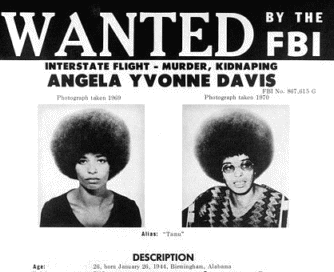 WANTED BY THE FBI
INTERSTATE FLIGHT - MURDER, KIDNAPING
ANGELA YVONNE DAVIS
FBI No. 867,615 G
Photograph taken 1969
Photograph taken 1970
Alias: "Tamu"
DESCRIPTION
Age: 26, born January 26, 1944, Birmingham, Alabama